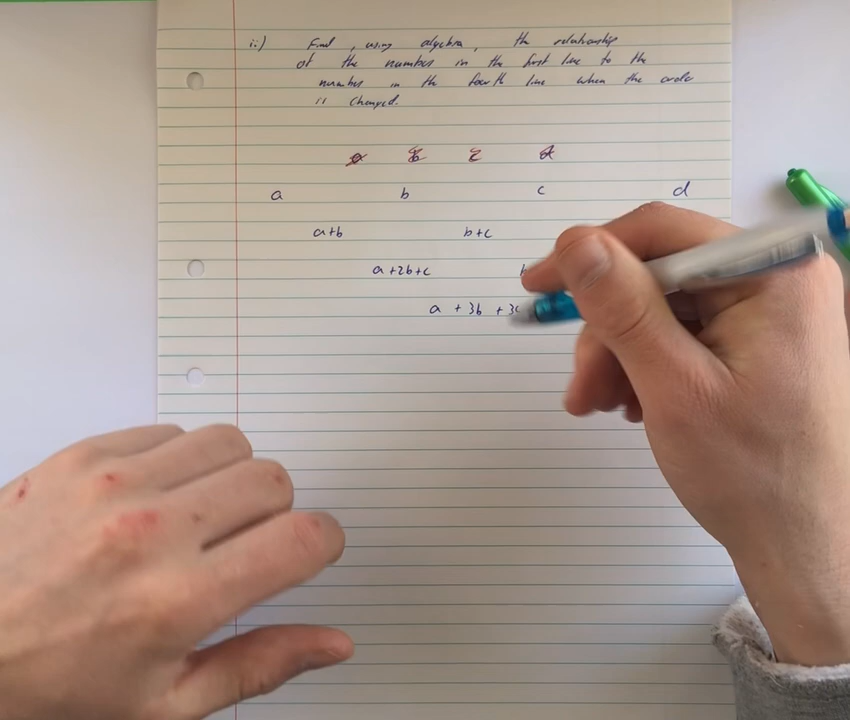 ii) Find, using algebra, the relationship
of the numbers in the first line to the
number in the fourth line when the order
is changed.
a b c d
a b c d
a+b b+c
a+2b+c b
a + 3b + 3c